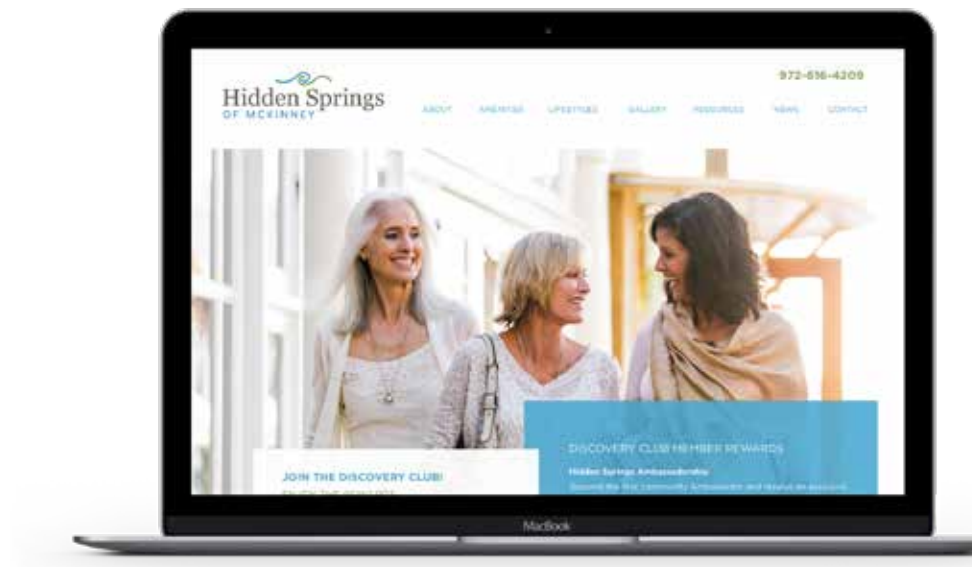 972-616-4209
Hidden Springs
OF MCKINNEY
ABOUT AMENITIES LIFESTYLES GALLERY RESOURCES NEWS CONTACT
DISCOVERY CLUB MEMBER REWARDS
Hidden Springs Ambassadorship
JOIN THE DISCOVERY CLUB!
MacBook